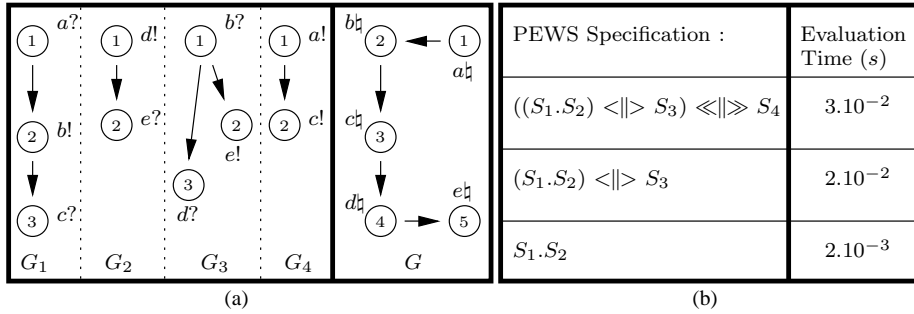 1 a?
2 b!
3 c?
G₁
1 d!
2 e?
G₂
b?
1
2
e!
3
d?
G₃
1 a!
2 c!
G₄
b♮
2 1
a♮
c♮
3
d♮ e♮
4 5
G
(a)
PEWS Specification : Evaluation
Time (s)
((S₁.S₂) <||> S₃) ≪||≫ S₄ 3.10⁻²
(S₁.S₂) <||> S₃ 2.10⁻²
S₁.S₂ 2.10⁻³
(b)